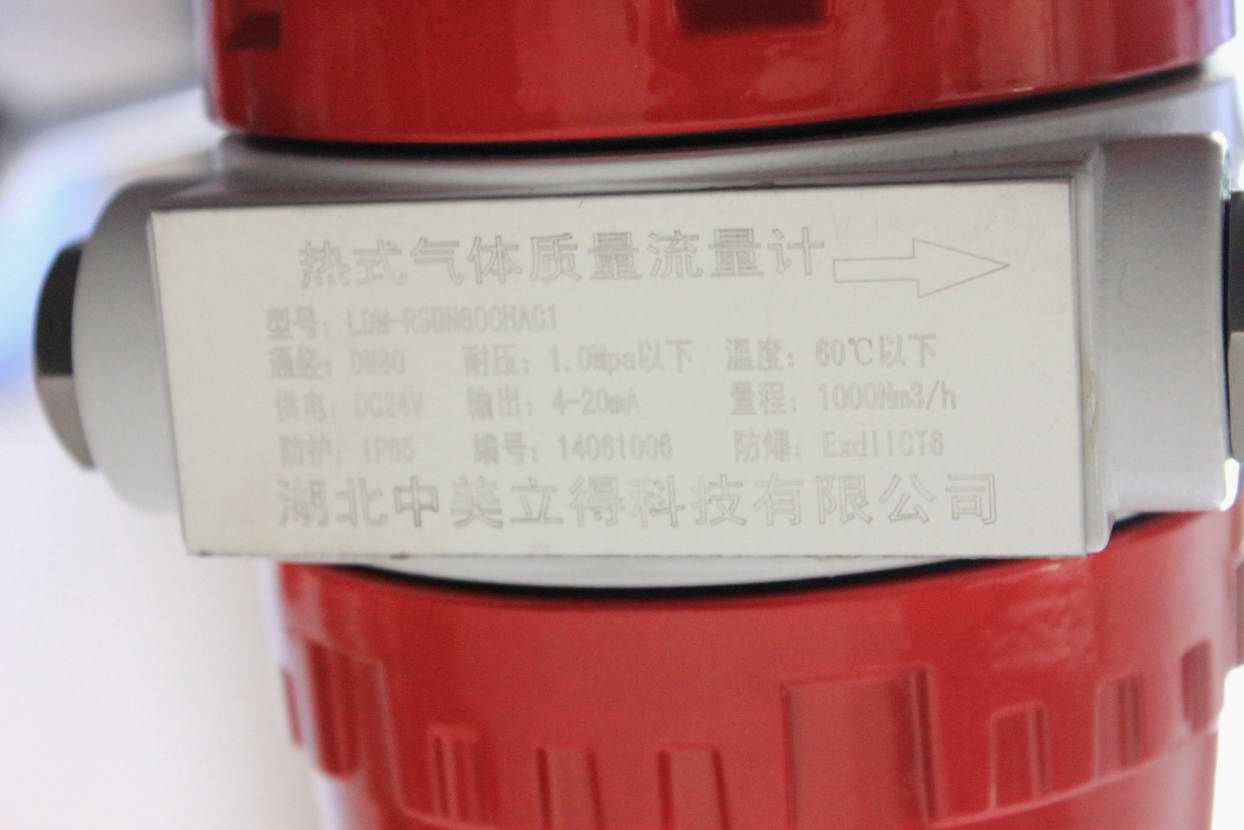 热式气体质量流量计
型号: LDM-RSDN80CHAC1
通径: DN80 耐压: 1.0Mpa以下 温度: 60℃以下
供电: DC24V 输出: 4-20mA 量程: 1000Nm3/h
防护: IP65 编号: 14061006 防爆: ExdIICT6
湖北中美立得科技有限公司